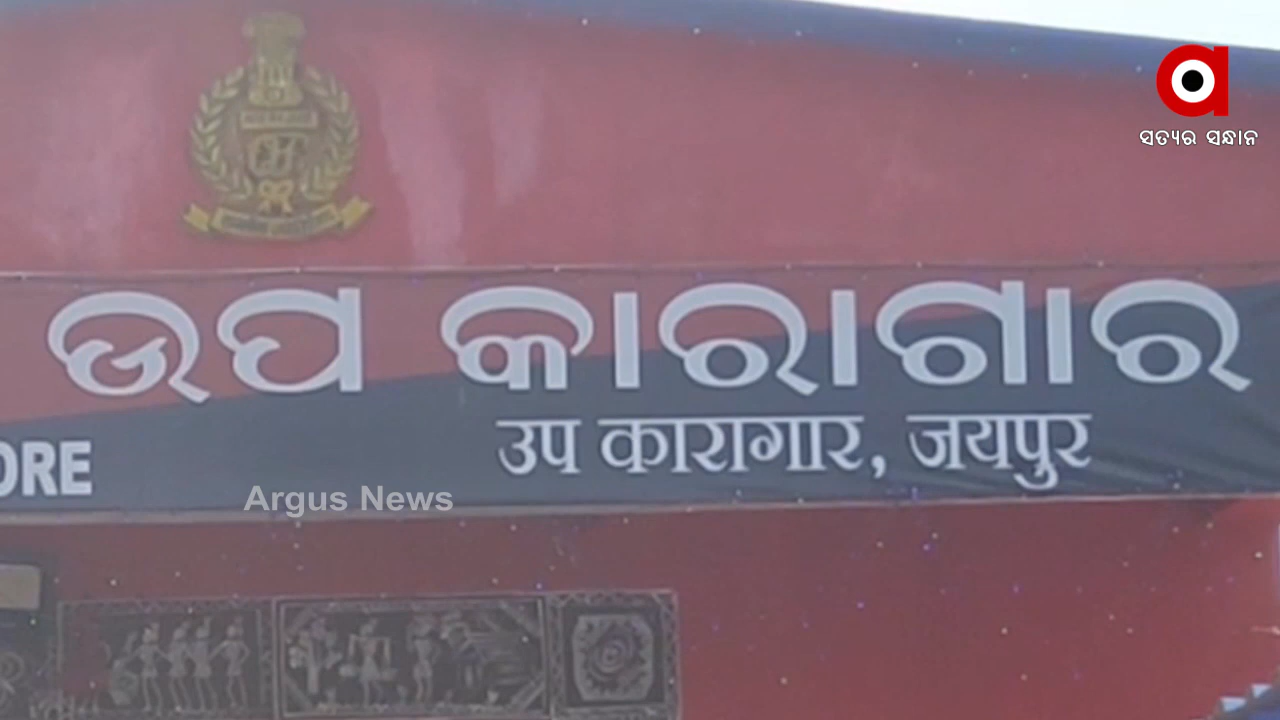 ସତ୍ୟର ସନ୍ଧାନ
ଉପ କାରାଗାର
उप कारागार, जयपुर
ORE
Argus News